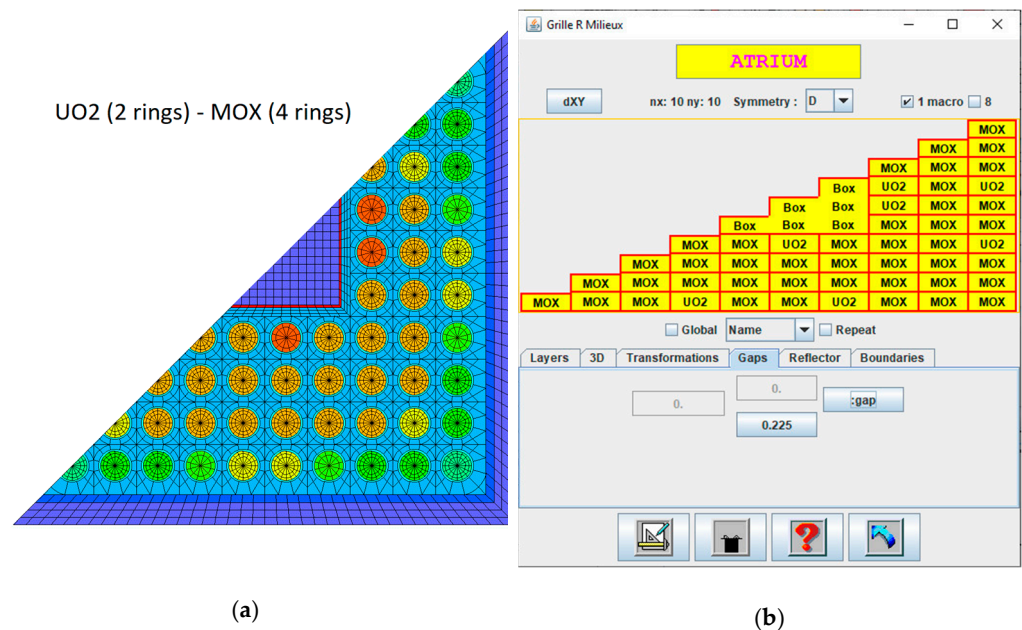 UO2 (2 rings) - MOX (4 rings)
(a)
Grille R Milieux
ATRIUM
dXY nx: 10 ny: 10 Symmetry : D 1 macro 8
MOX
MOX MOX
MOX MOX MOX
Box UO2 MOX UO2
Box Box UO2 MOX MOX
Box Box Box MOX MOX MOX
MOX MOX UO2 MOX MOX MOX UO2
MOX MOX MOX MOX MOX MOX MOX MOX
MOX MOX MOX MOX MOX MOX MOX MOX MOX
MOX MOX MOX UO2 MOX MOX UO2 MOX MOX MOX
Global Name Repeat
Layers 3D Transformations Gaps Reflector Boundaries
0. 0. :gap
0.225
(b)